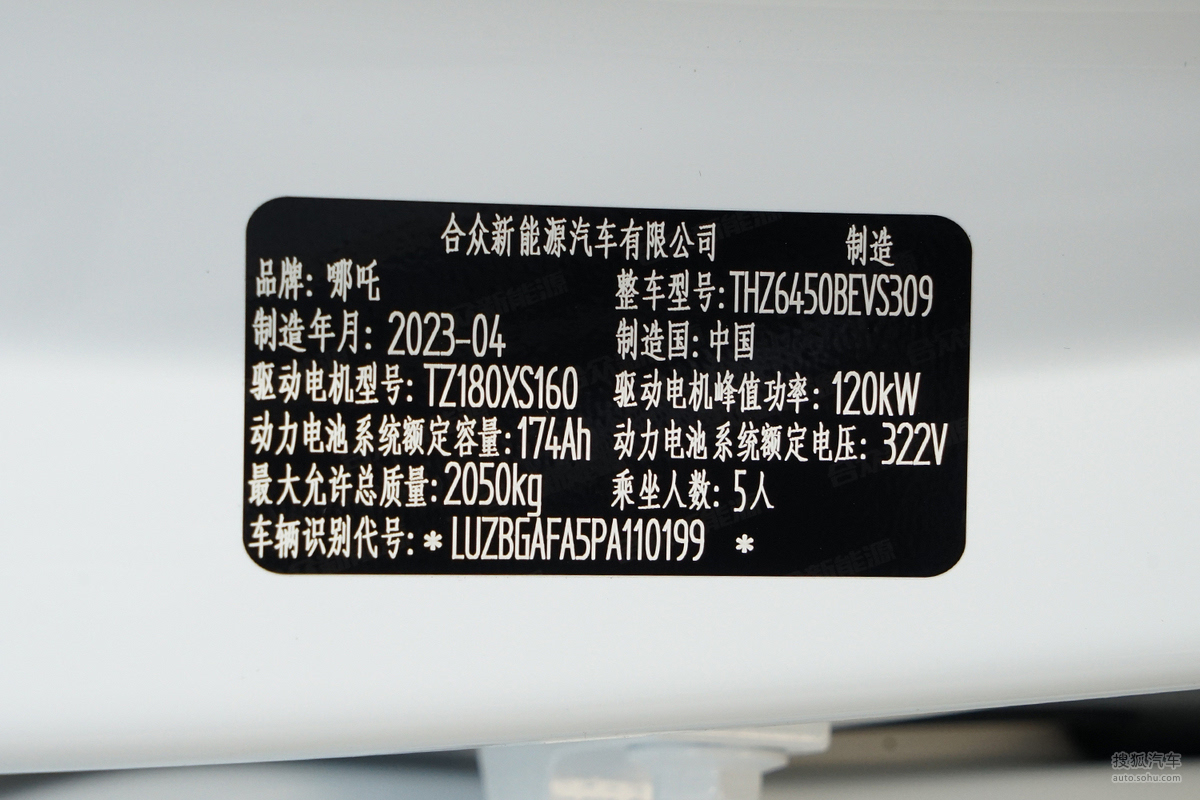 合众新能源汽车有限公司 制造
品牌: 哪吒 整车型号: THZ6450BEVS309
制造年月: 2023-04 制造国: 中国
驱动电机型号: TZ180XS160 驱动电机峰值功率: 120kW
动力电池系统额定容量: 174Ah 动力电池系统额定电压: 322V
最大允许总质量: 2050kg 乘坐人数: 5人
车辆识别代号: * LUZBGAFA5PA110199 *
搜狐汽车
auto.sohu.com